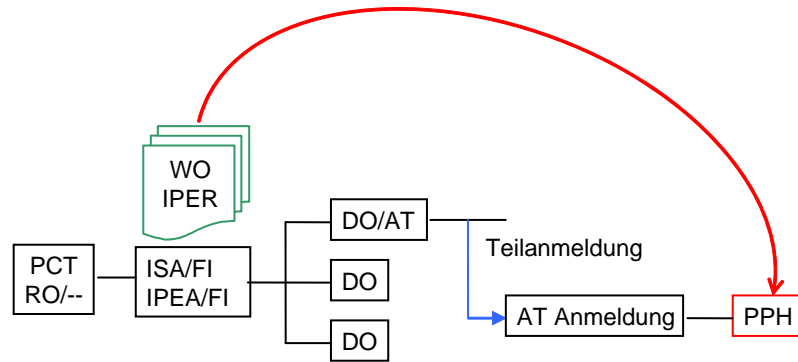 WO
IPER
DO/AT
Teilanmeldung
PCT
RO/--
ISA/FI
IPEA/FI
DO
AT Anmeldung
PPH
DO